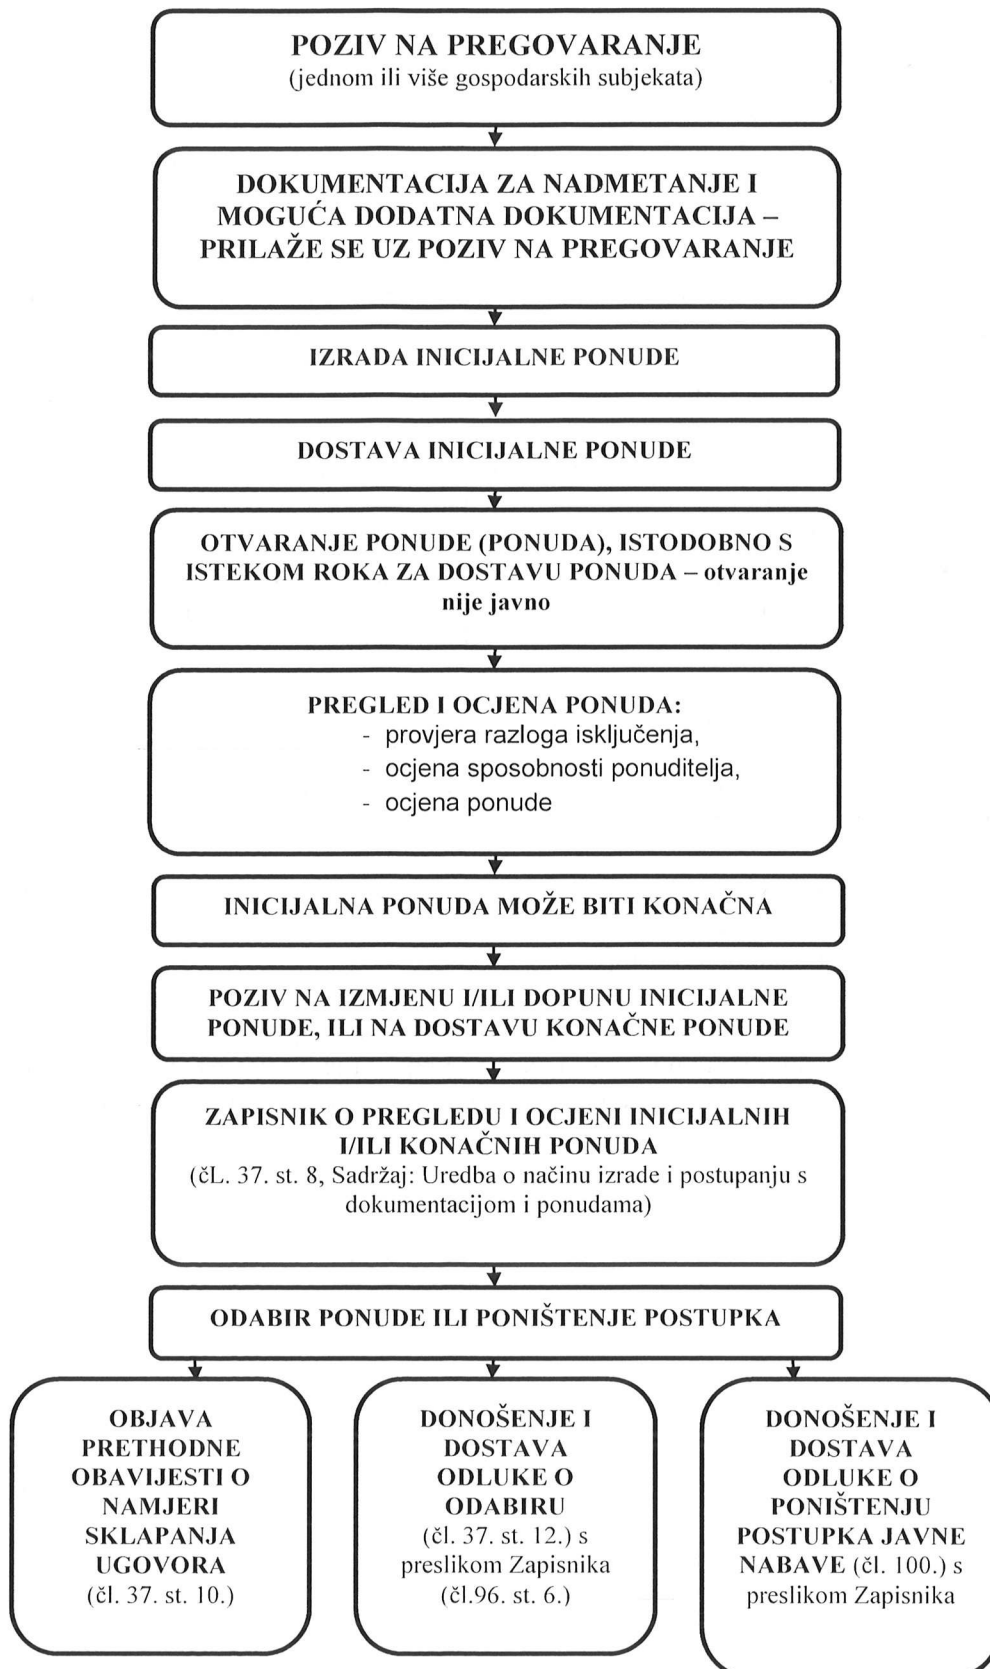 POZIV NA PREGOVARANJE
(jednom ili više gospodarskih subjekata)
DOKUMENTACIJA ZA NADMETANJE I
MOGUĆA DODATNA DOKUMENTACIJA –
PRILAŽE SE UZ POZIV NA PREGOVARANJE
IZRADA INICIJALNE PONUDE
DOSTAVA INICIJALNE PONUDE
OTVARANJE PONUDE (PONUDA), ISTODOBNO S
ISTEKOM ROKA ZA DOSTAVU PONUDA – otvaranje
nije javno
PREGLED I OCJENA PONUDA:
- provjera razloga isključenja,
- ocjena sposobnosti ponuditelja,
- ocjena ponude
INICIJALNA PONUDA MOŽE BITI KONAČNA
POZIV NA IZMJENU I/ILI DOPUNU INICIJALNE
PONUDE, ILI NA DOSTAVU KONAČNE PONUDE
ZAPISNIK O PREGLEDU I OCJENI INICIJALNIH
I/ILI KONAČNIH PONUDA
(čL. 37. st. 8, Sadržaj: Uredba o načinu izrade i postupanju s
dokumentacijom i ponudama)
ODABIR PONUDE ILI PONIŠTENJE POSTUPKA
OBJAVA
PRETHODNE
OBAVIJESTI O
NAMJERI
SKLAPANJA
UGOVORA
(čl. 37. st. 10.)
DONOŠENJE I
DOSTAVA
ODLUKE O
ODABIRU
(čl. 37. st. 12.) s
preslikom Zapisnika
(čl.96. st. 6.)
DONOŠENJE I
DOSTAVA
ODLUKE O
PONIŠTENJU
POSTUPKA JAVNE
NABAVE (čl. 100.) s
preslikom Zapisnika